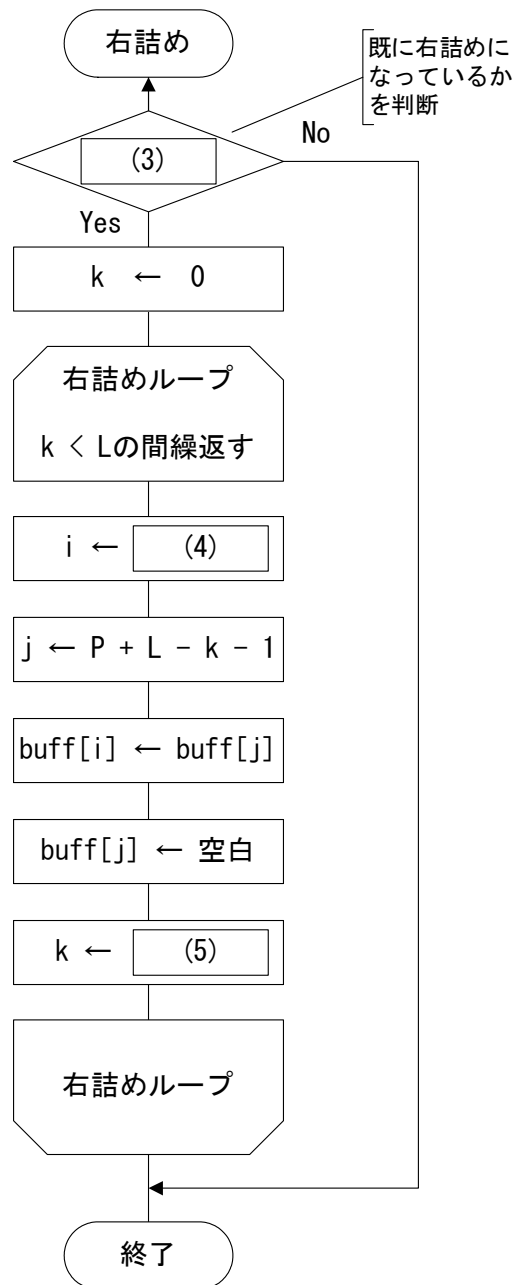 右詰め
既に右詰めに
なっているか
を判断
(3)
No
Yes
k ← 0
右詰めループ
k < Lの間繰返す
i ← (4)
j ← P + L - k - 1
buff[i] ← buff[j]
buff[j] ← 空白
k ← (5)
右詰めループ
終了